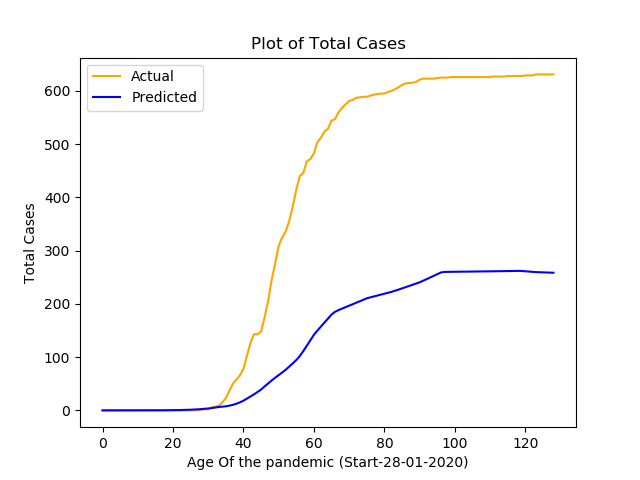 Plot of Total Cases
Actual
Predicted
600
500
400
300
200
100
0
Total Cases
0 20 40 60 80 100 120
Age Of the pandemic (Start-28-01-2020)